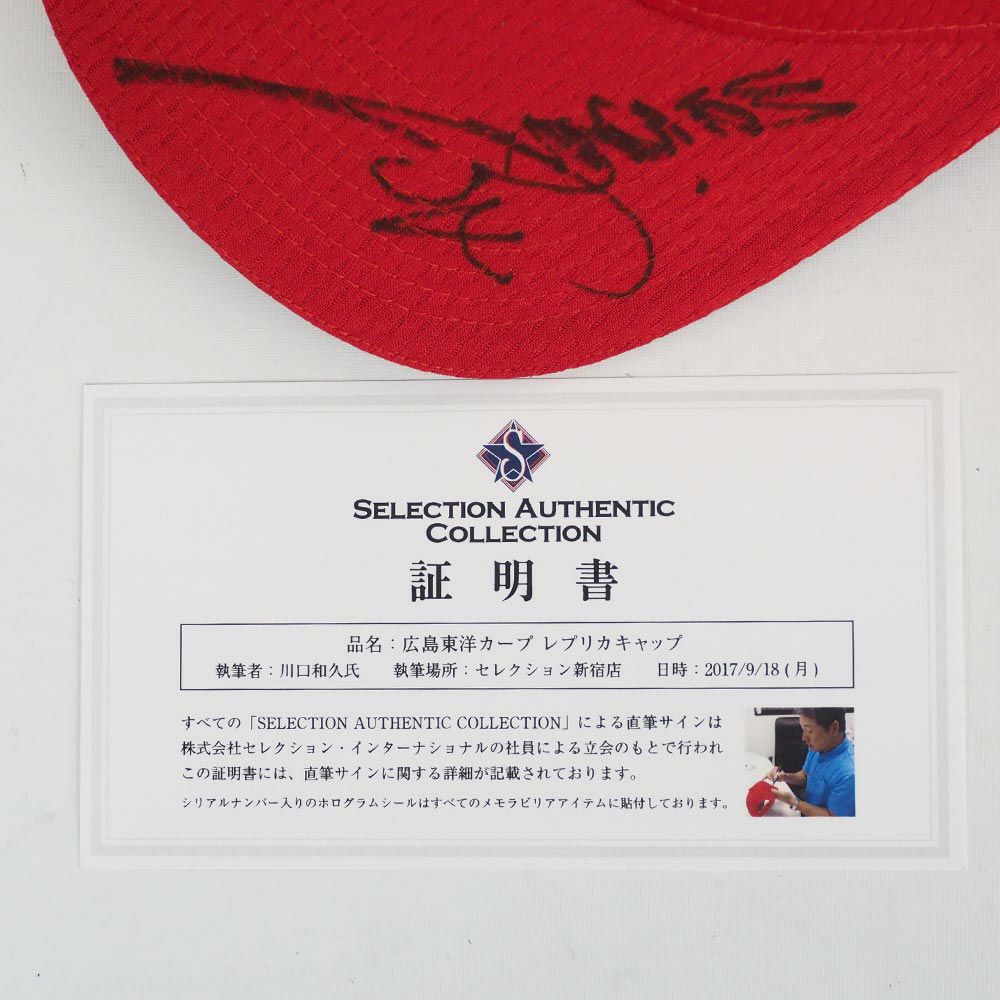 S
SELECTION AUTHENTIC
COLLECTION
証明書
品名：広島東洋カープ レプリカキャップ
執筆者：川口和久氏 執筆場所：セレクション新宿店 日時：2017/9/18 (月)
すべての「SELECTION AUTHENTIC COLLECTION」による直筆サインは
株式会社セレクション・インターナショナルの社員による立会のもとで行われ
この証明書には、直筆サインに関する詳細が記載されております。
シリアルナンバー入りのホログラムシールはすべてのメモラビリアアイテムに貼付しております。